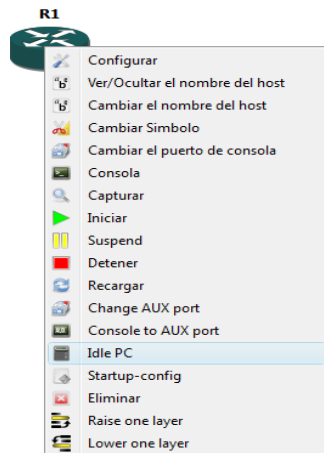 R1
Configurar
Ver/Ocultar el nombre del host
Cambiar el nombre del host
Cambiar Simbolo
Cambiar el puerto de consola
Consola
Capturar
Iniciar
Suspend
Detener
Recargar
Change AUX port
Console to AUX port
Idle PC
Startup-config
Eliminar
Raise one layer
Lower one layer